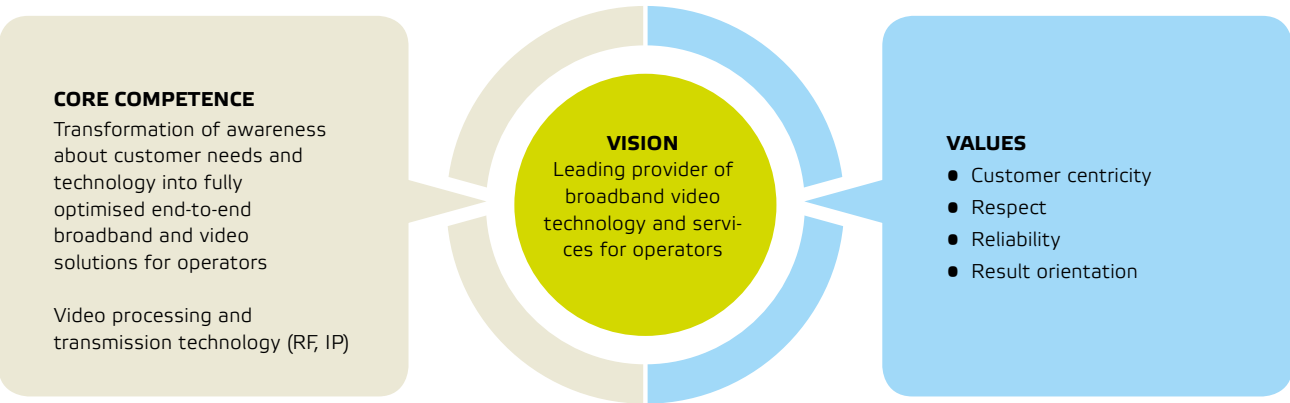 CORE COMPETENCE
Transformation of awareness
about customer needs and
technology into fully
optimised end-to-end
broadband and video
solutions for operators
Video processing and
transmission technology (RF, IP)
VISION
Leading provider of
broadband video
technology and servi-
ces for operators
VALUES
• Customer centricity
• Respect
• Reliability
• Result orientation